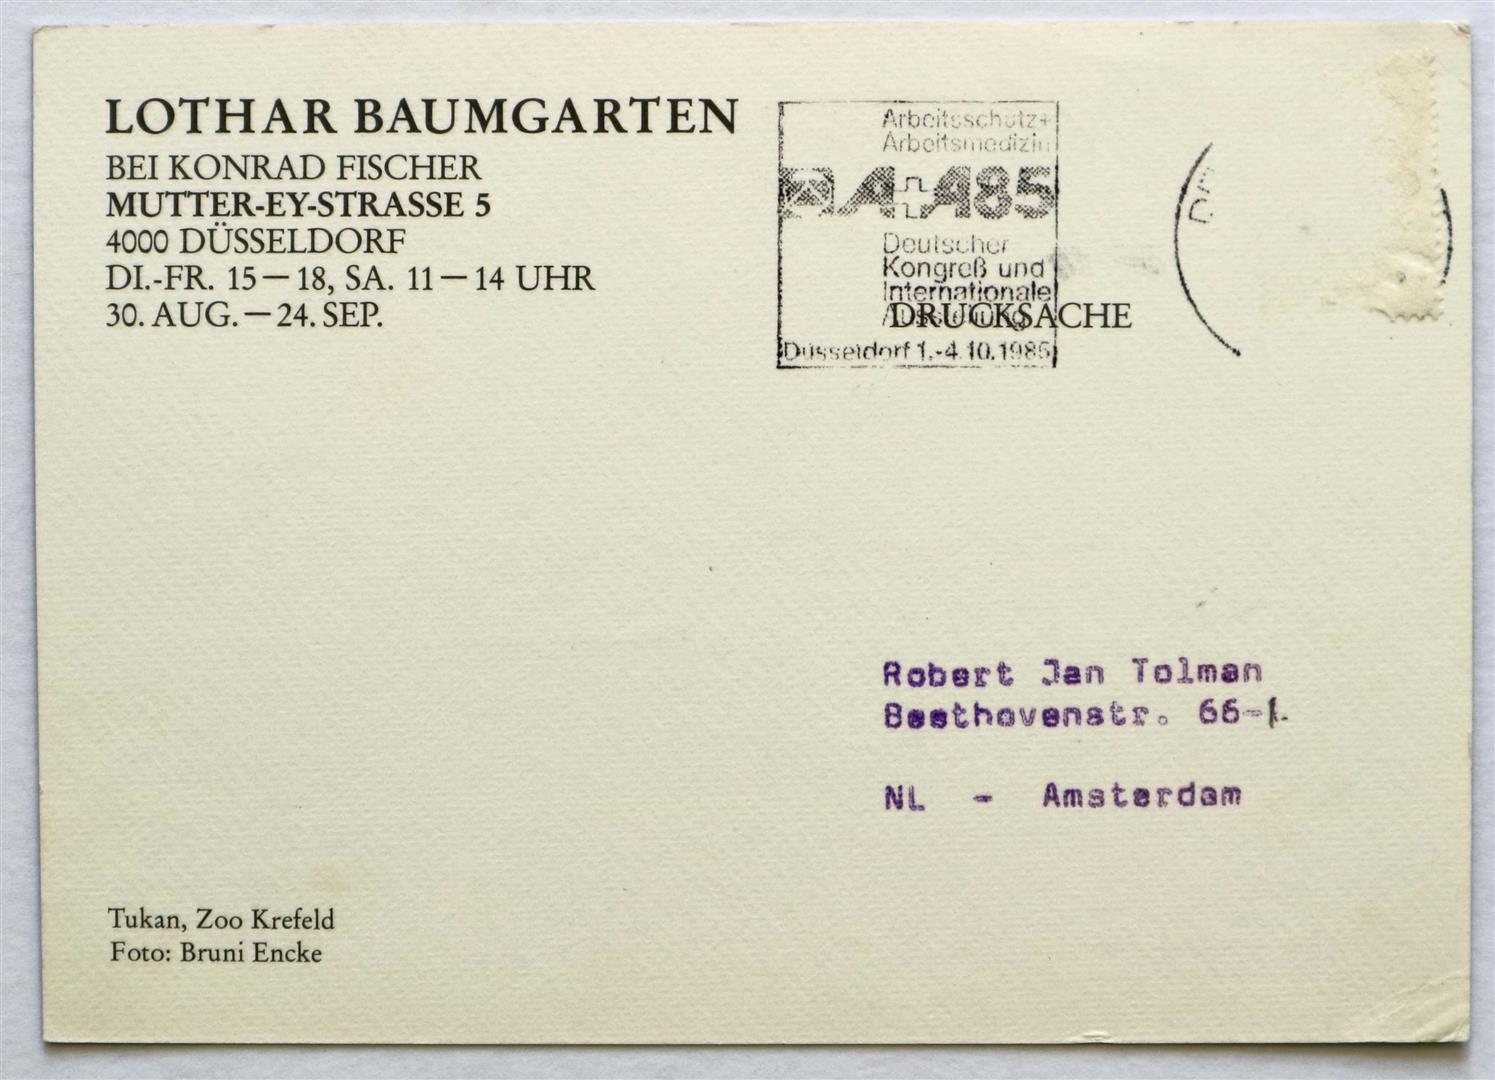 LOTHAR BAUMGARTEN
BEI KONRAD FISCHER
MUTTER-EY-STRASSE 5
4000 DÜSSELDORF
DI.-FR. 15 — 18, SA. 11 — 14 UHR
30. AUG. — 24. SEP.
Arbeitsschutz+
Arbeitsmedizin
A+A85
Deutscher
Kongreß und
Internationale
Ausstellung
Düsseldorf 1.-4.10.1985
DRUCKSACHE
Robert Jan Tolman
Beethovenstr. 66-1.
NL - Amsterdam
Tukan, Zoo Krefeld
Foto: Bruni Encke